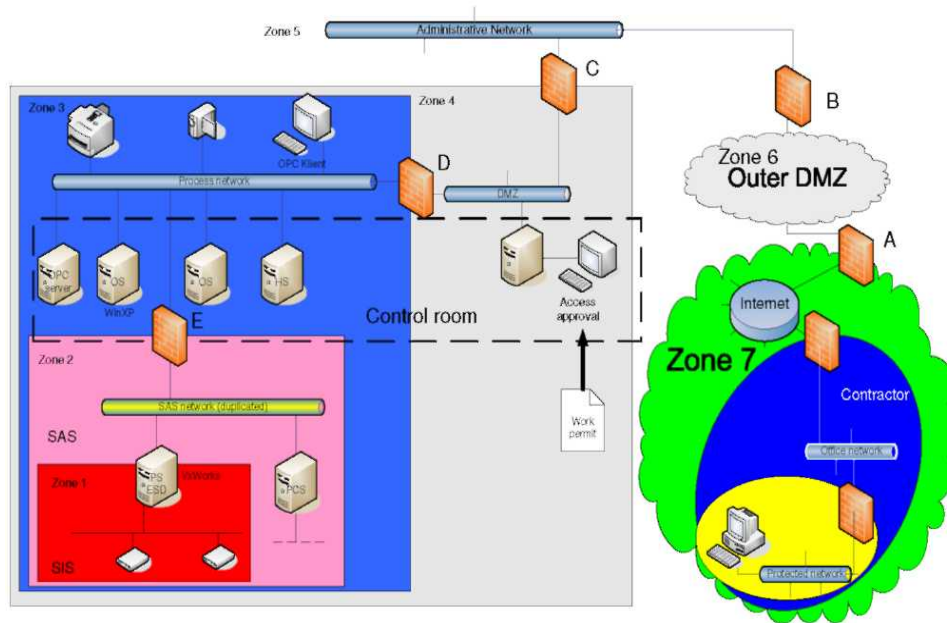 Zone 5
Administrative Network
C
B
Zone 3
Zone 4
OPC Klient
D
Process network
DMZ
Zone 6
Outer DMZ
A
OPC
server
OS
WinXP
OS
HS
Access
approval
Internet
E
Control room
Zone 7
Zone 2
Contractor
SAS network (duplicated)
Work
permit
SAS
Office network
PS
ESD
VxWorks
PCS
Zone 1
SIS
Protected network